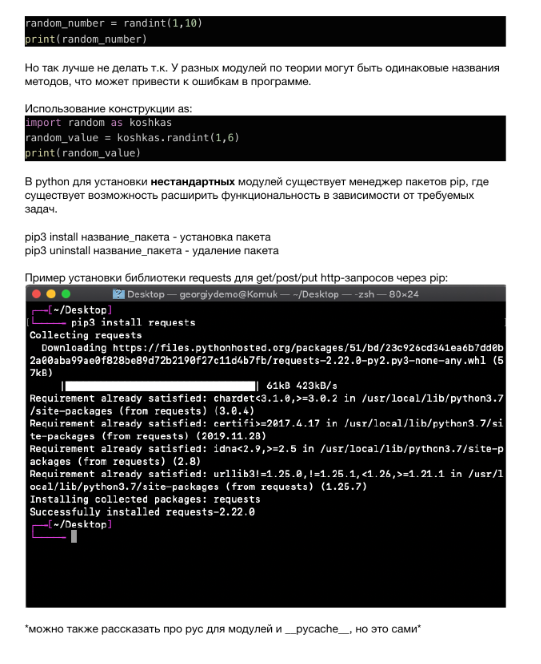 random_number = randint(1,10)
print(random_number)
Но так лучше не делать т.к. У разных модулей по теории могут быть одинаковые названия
методов, что может привести к ошибкам в программе.
Использование конструкции as:
import random as koshkas
random_value = koshkas.randint(1,6)
print(random_value)
В python для установки нестандартных модулей существует менеджер пакетов pip, где
существует возможность расширить функциональность в зависимости от требуемых
задач.
pip3 install название_пакета - установка пакета
pip3 uninstall название_пакета - удаление пакета
Пример установки библиотеки requests для get/post/put http-запросов через pip:
Desktop — georgiydemo@Komuk — ~/Desktop — -zsh — 80×24
[~/Desktop]
pip3 install requests
Collecting requests
Downloading https://files.pythonhosted.org/packages/51/bd/23c926cd341ea6b7dd0b
2a00aba99ae0f828be89d72b2190f27c11d4b7fb/requests-2.22.0-py2.py3-none-any.whl (5
7kB)
| | 61kB 423kB/s
Requirement already satisfied: chardet<3.1.0,>=3.0.2 in /usr/local/lib/python3.7
/site-packages (from requests) (3.0.4)
Requirement already satisfied: certifi>=2017.4.17 in /usr/local/lib/python3.7/si
te-packages (from requests) (2019.11.28)
Requirement already satisfied: idna<2.9,>=2.5 in /usr/local/lib/python3.7/site-p
ackages (from requests) (2.8)
Requirement already satisfied: urllib3!=1.25.0,!=1.25.1,<1.26,>=1.21.1 in /usr/l
ocal/lib/python3.7/site-packages (from requests) (1.25.7)
Installing collected packages: requests
Successfully installed requests-2.22.0
[~/Desktop]
*можно также рассказать про pyc для модулей и __pycache__, но это сами*